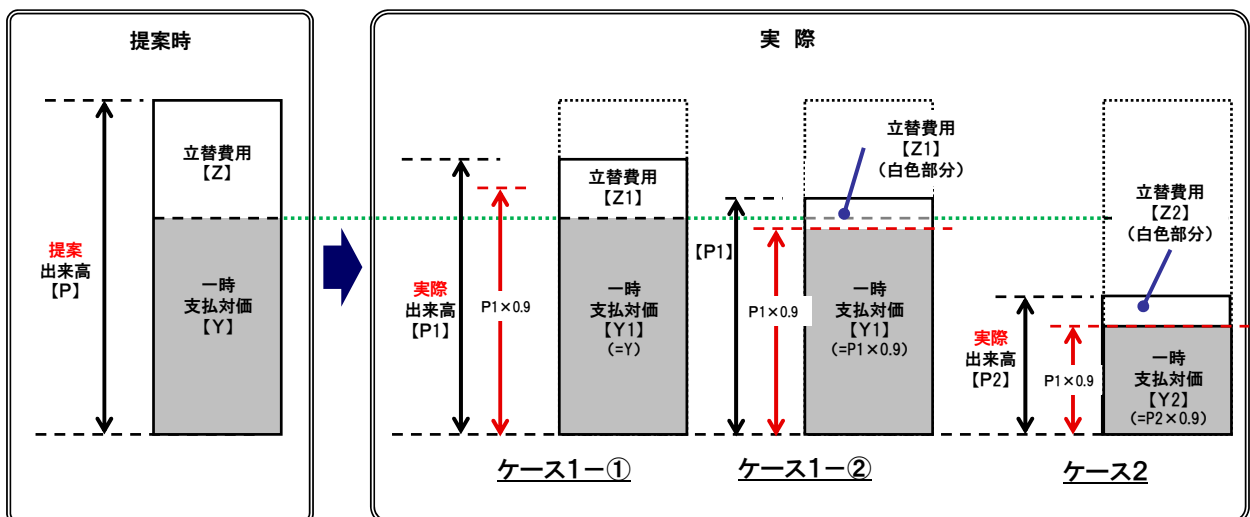 提案時
立替費用
【Z】
提案
出来高
【P】
一時
支払対価
【Y】
実 際
実際
出来高
【P1】
P1×0.9
立替費用
【Z1】
一時
支払対価
【Y1】
(=Y)
ケース1-①
【P1】
P1×0.9
立替費用
【Z1】
(白色部分)
一時
支払対価
【Y1】
(=P1×0.9)
ケース1-②
実際
出来高
【P2】
P1×0.9
立替費用
【Z2】
(白色部分)
一時
支払対価
【Y2】
(=P2×0.9)
ケース2